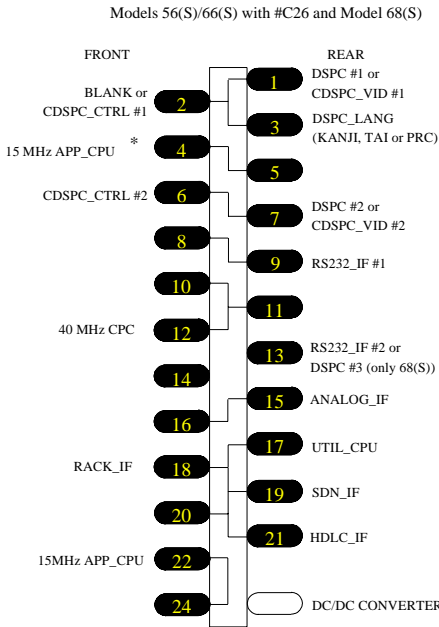 Models 56(S)/66(S) with #C26 and Model 68(S)
FRONT
REAR
1
DSPC #1 or
CDSPC_VID #1
BLANK or
CDSPC_CTRL #1
2
3
DSPC_LANG
(KANJI, TAI or PRC)
15 MHz APP_CPU
*
4
5
CDSPC_CTRL #2
6
7
DSPC #2 or
CDSPC_VID #2
8
9
RS232_IF #1
10
11
40 MHz CPC
12
13
RS232_IF #2 or
DSPC #3 (only 68(S))
14
15
ANALOG_IF
16
17
UTIL_CPU
RACK_IF
18
19
SDN_IF
20
21
HDLC_IF
15MHz APP_CPU
22
24
DC/DC CONVERTER